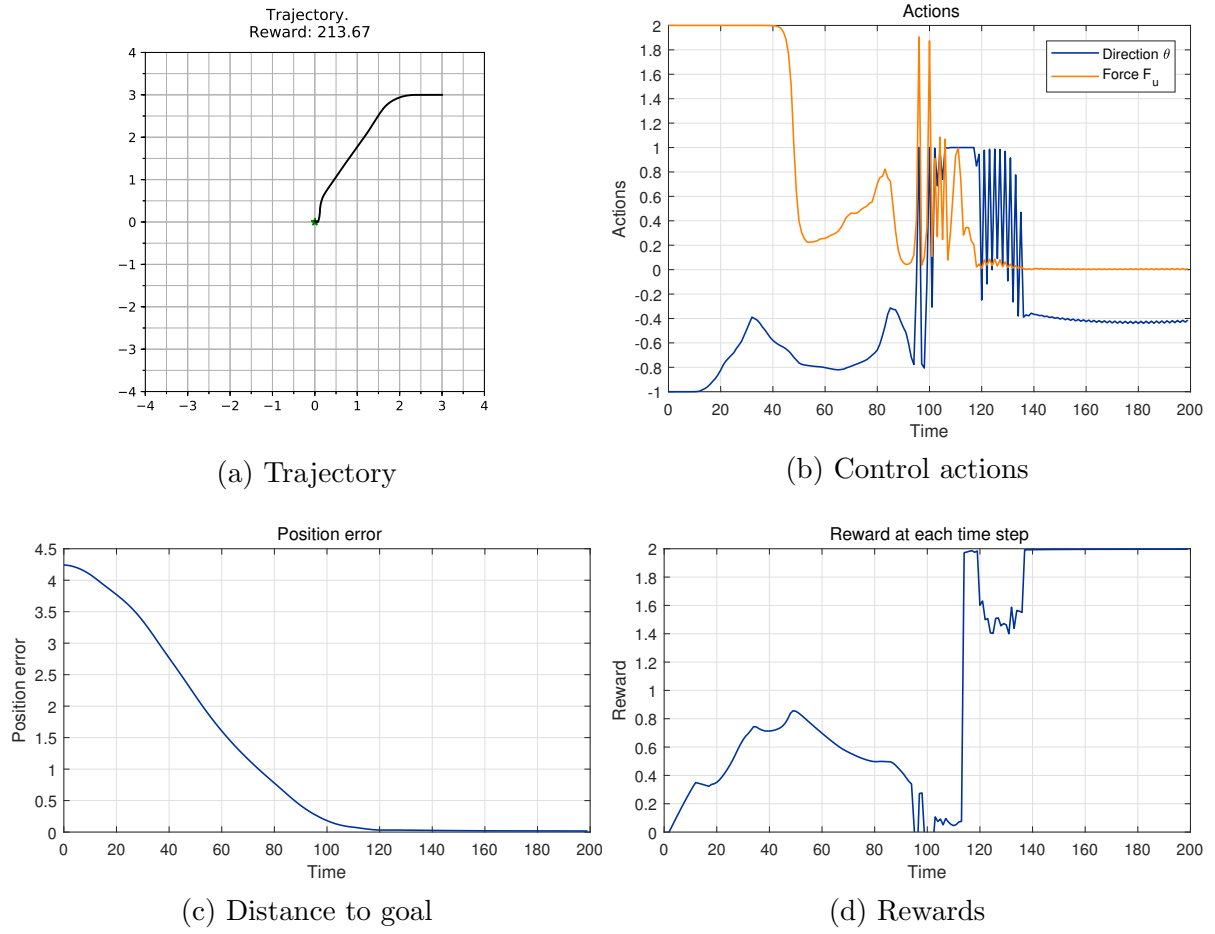 Trajectory.
Reward: 213.67
4
3
2
1
0
−1
−2
−3
−4
−4 −3 −2 −1 0 1 2 3 4
(a) Trajectory
Actions
Direction θ
Force F_u
2
1.8
1.6
1.4
1.2
1
0.8
0.6
0.4
0.2
0
-0.2
-0.4
-0.6
-0.8
-1
Actions
0 20 40 60 80 100 120 140 160 180 200
Time
(b) Control actions
Position error
4.5
4
3.5
3
2.5
2
1.5
1
0.5
0
Position error
0 20 40 60 80 100 120 140 160 180 200
Time
(c) Distance to goal
Reward at each time step
2
1.8
1.6
1.4
1.2
1
0.8
0.6
0.4
0.2
0
Reward
0 20 40 60 80 100 120 140 160 180 200
Time
(d) Rewards